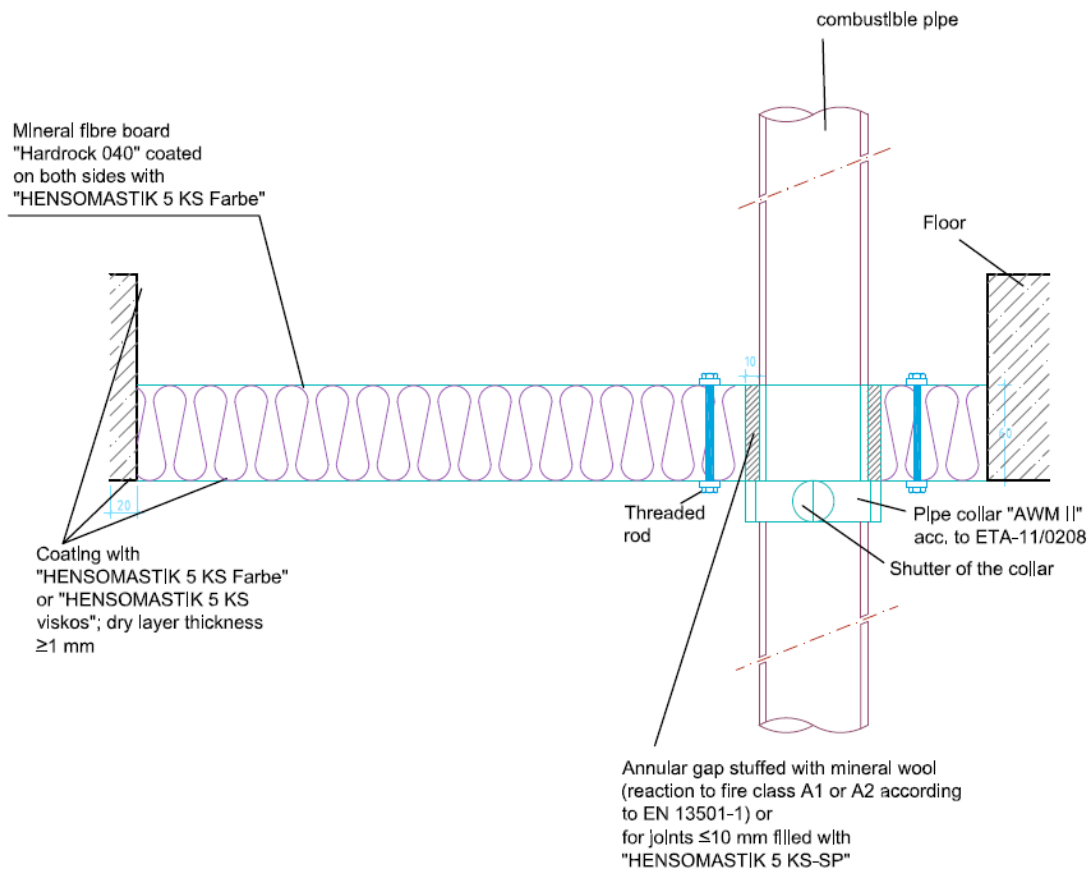 combustible pipe
Mineral fibre board
"Hardrock 040" coated
on both sides with
"HENSOMASTIK 5 KS Farbe"
Floor
10
60
20
Threaded
rod
Pipe collar "AWM II"
acc. to ETA-11/0208
Shutter of the collar
Coating with
"HENSOMASTIK 5 KS Farbe"
or "HENSOMASTIK 5 KS
viskos"; dry layer thickness
≥1 mm
Annular gap stuffed with mineral wool
(reaction to fire class A1 or A2 according
to EN 13501-1) or
for joints ≤10 mm filled with
"HENSOMASTIK 5 KS-SP"